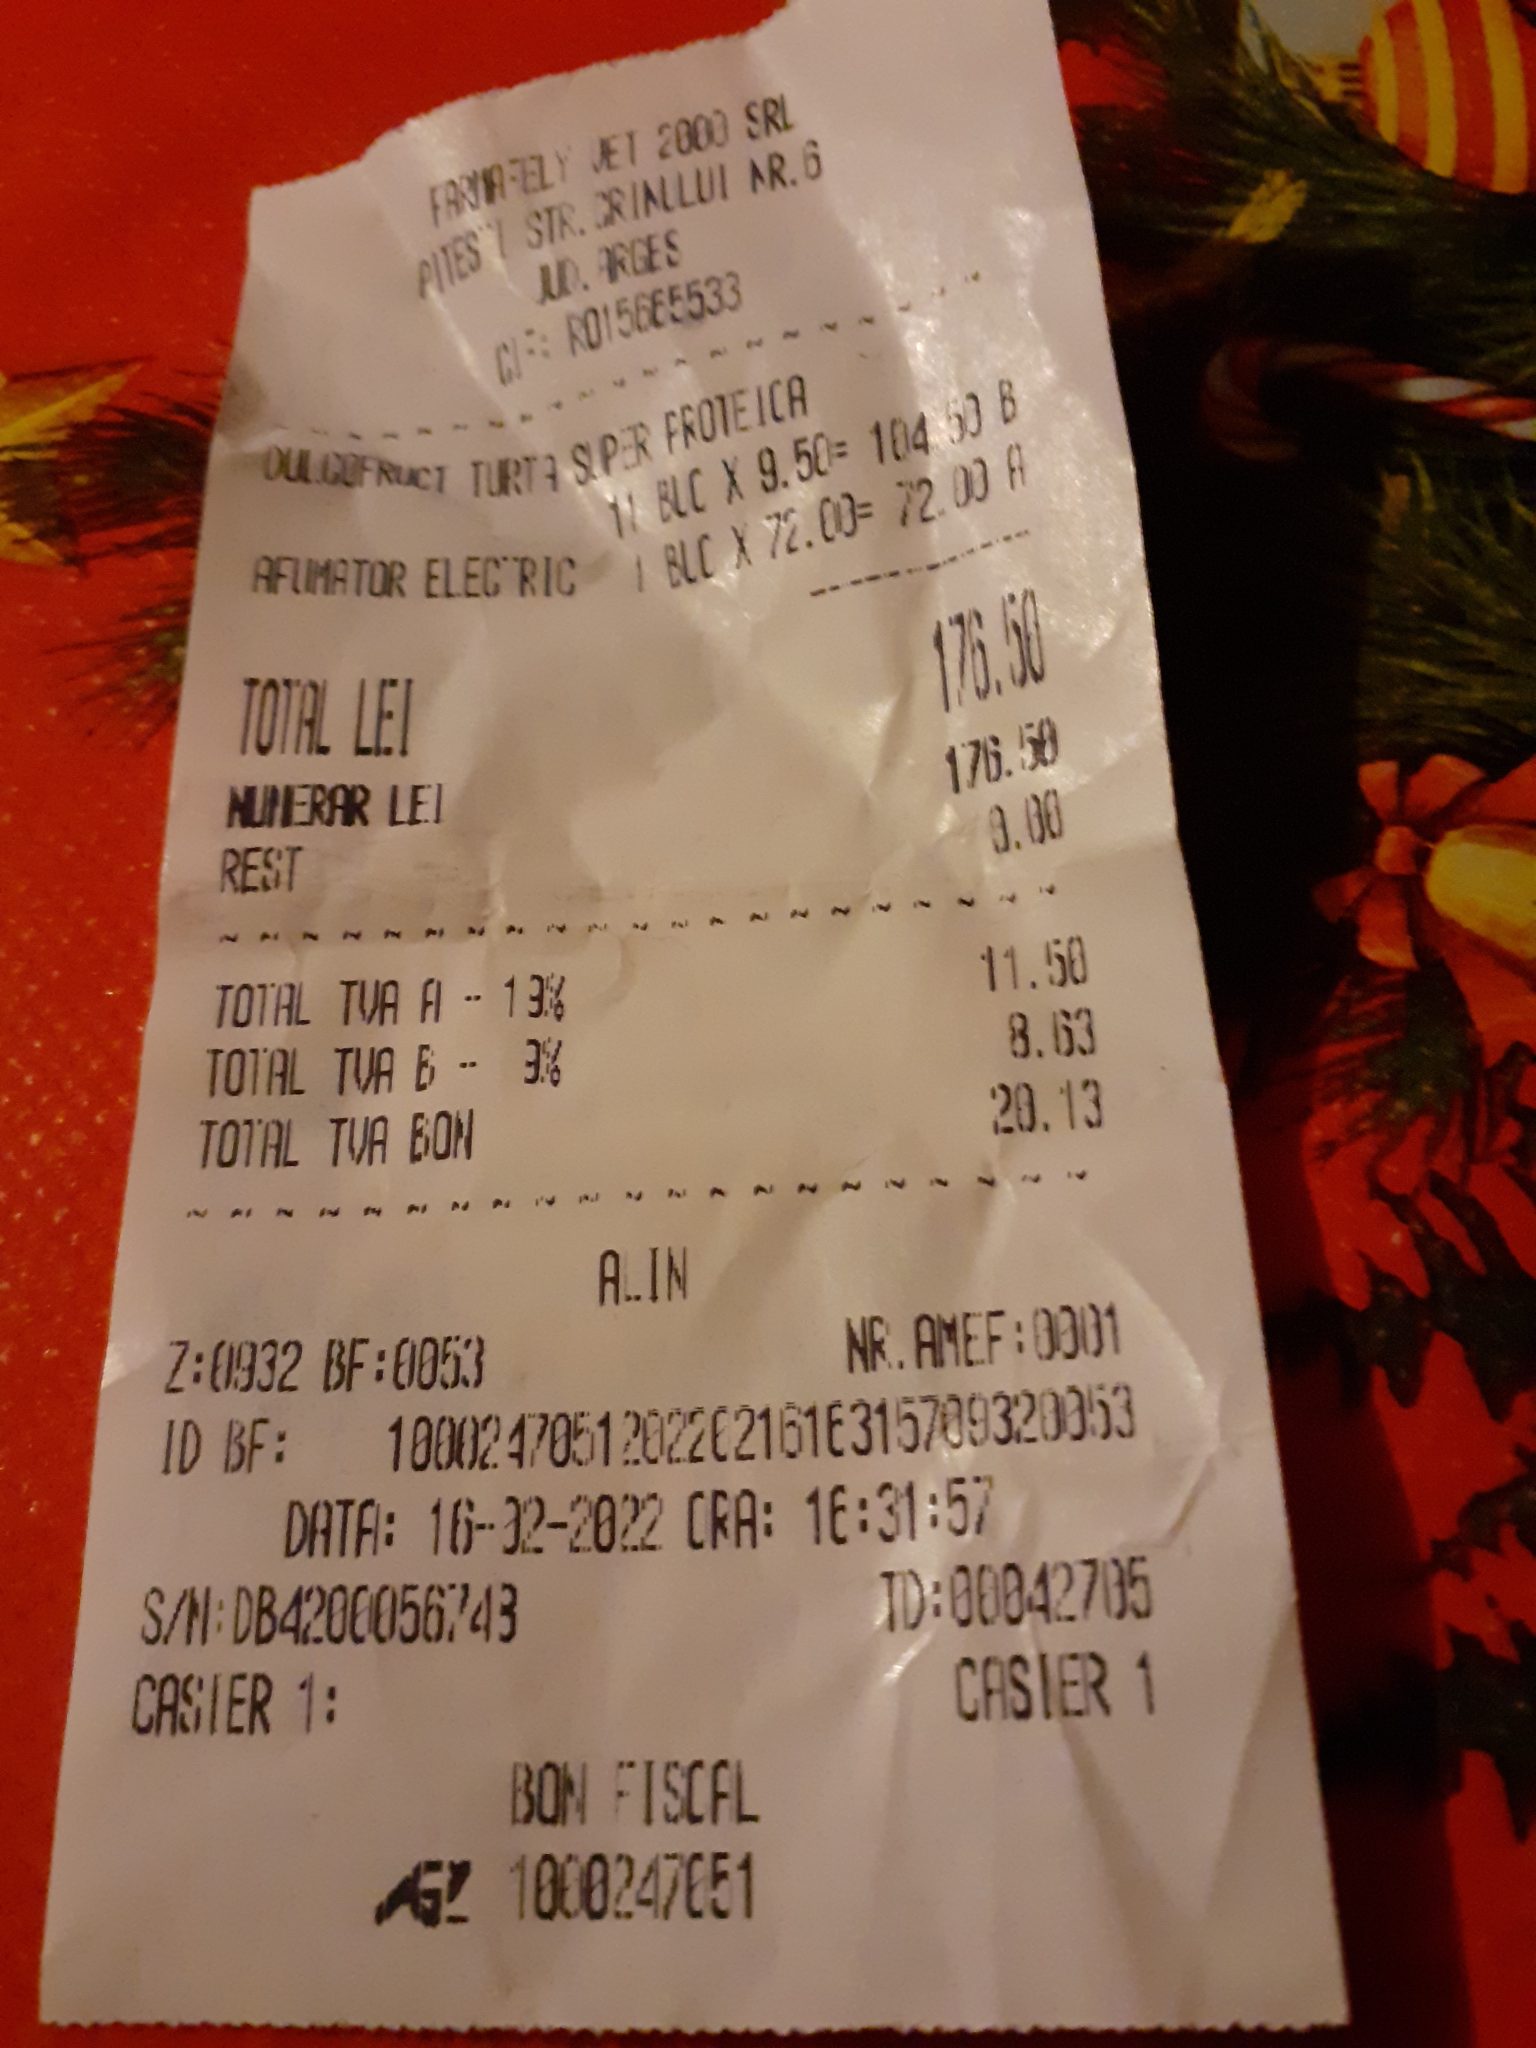 FARMAFELY JET 2000 SRL
PITESTI STR. CRINULUI NR.6
JUD. ARGES
CIF: RO15665533
DULCOFRUCT TURTA SUPER PROTEICA
11 BUC X 9.50= 104.50 B
AFUMATOR ELECTRIC 1 BUC X 72.00= 72.00 A
TOTAL LEI 176.50
NUMERAR LEI 176.50
REST 0.00
TOTAL TVA A - 19% 11.50
TOTAL TVA B - 9% 8.63
TOTAL TVA BON 20.13
ALIN
Z:0932 BF:0053 NR.AMEF:0001
ID BF: 10002470512022021616315709320053
DATA: 16-02-2022 ORA: 16:31:57
S/N:DB4200056743 TD:00042705
CASIER 1: CASIER 1
BON FISCAL
1000247051